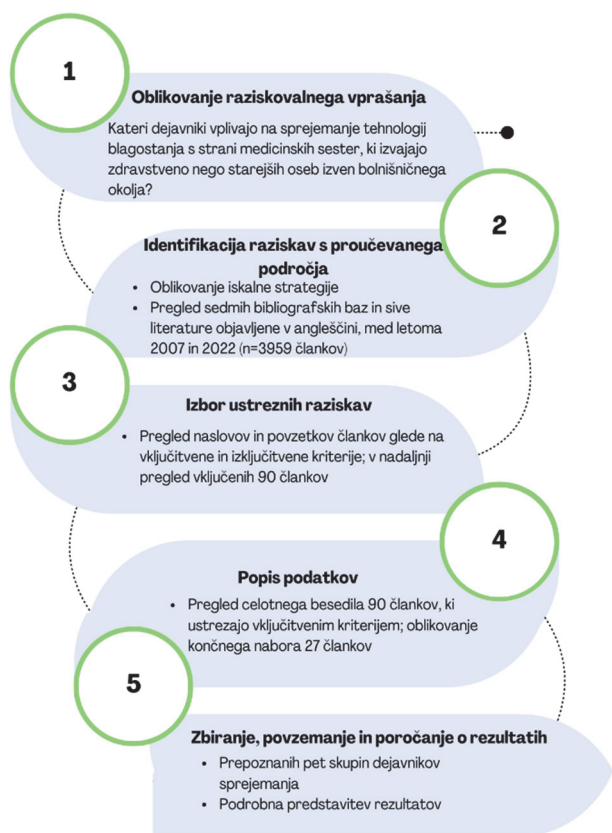 1
Oblikovanje raziskovalnega vprašanja
Kateri dejavniki vplivajo na sprejemanje tehnologij
blagostanja s strani medicinskih sester, ki izvajajo
zdravstveno nego starejših oseb izven bolnišničnega
okolja?
2
Identifikacija raziskav s proučevanega
področja
• Oblikovanje iskalne strategije
• Pregled sedmih bibliografskih baz in sive
literature objavljene v angleščini, med letoma
2007 in 2022 (n=3959 člankov)
3
Izbor ustreznih raziskav
• Pregled naslovov in povzetkov člankov glede na
vključitvene in izključitvene kriterije; v nadaljnji
pregled vključenih 90 člankov
4
Popis podatkov
• Pregled celotnega besedila 90 člankov, ki
ustrezajo vključitvenim kriterijem; oblikovanje
končnega nabora 27 člankov
5
Zbiranje, povzemanje in poročanje o rezultatih
• Prepoznanih pet skupin dejavnikov
sprejemanja
• Podrobna predstavitev rezultatov